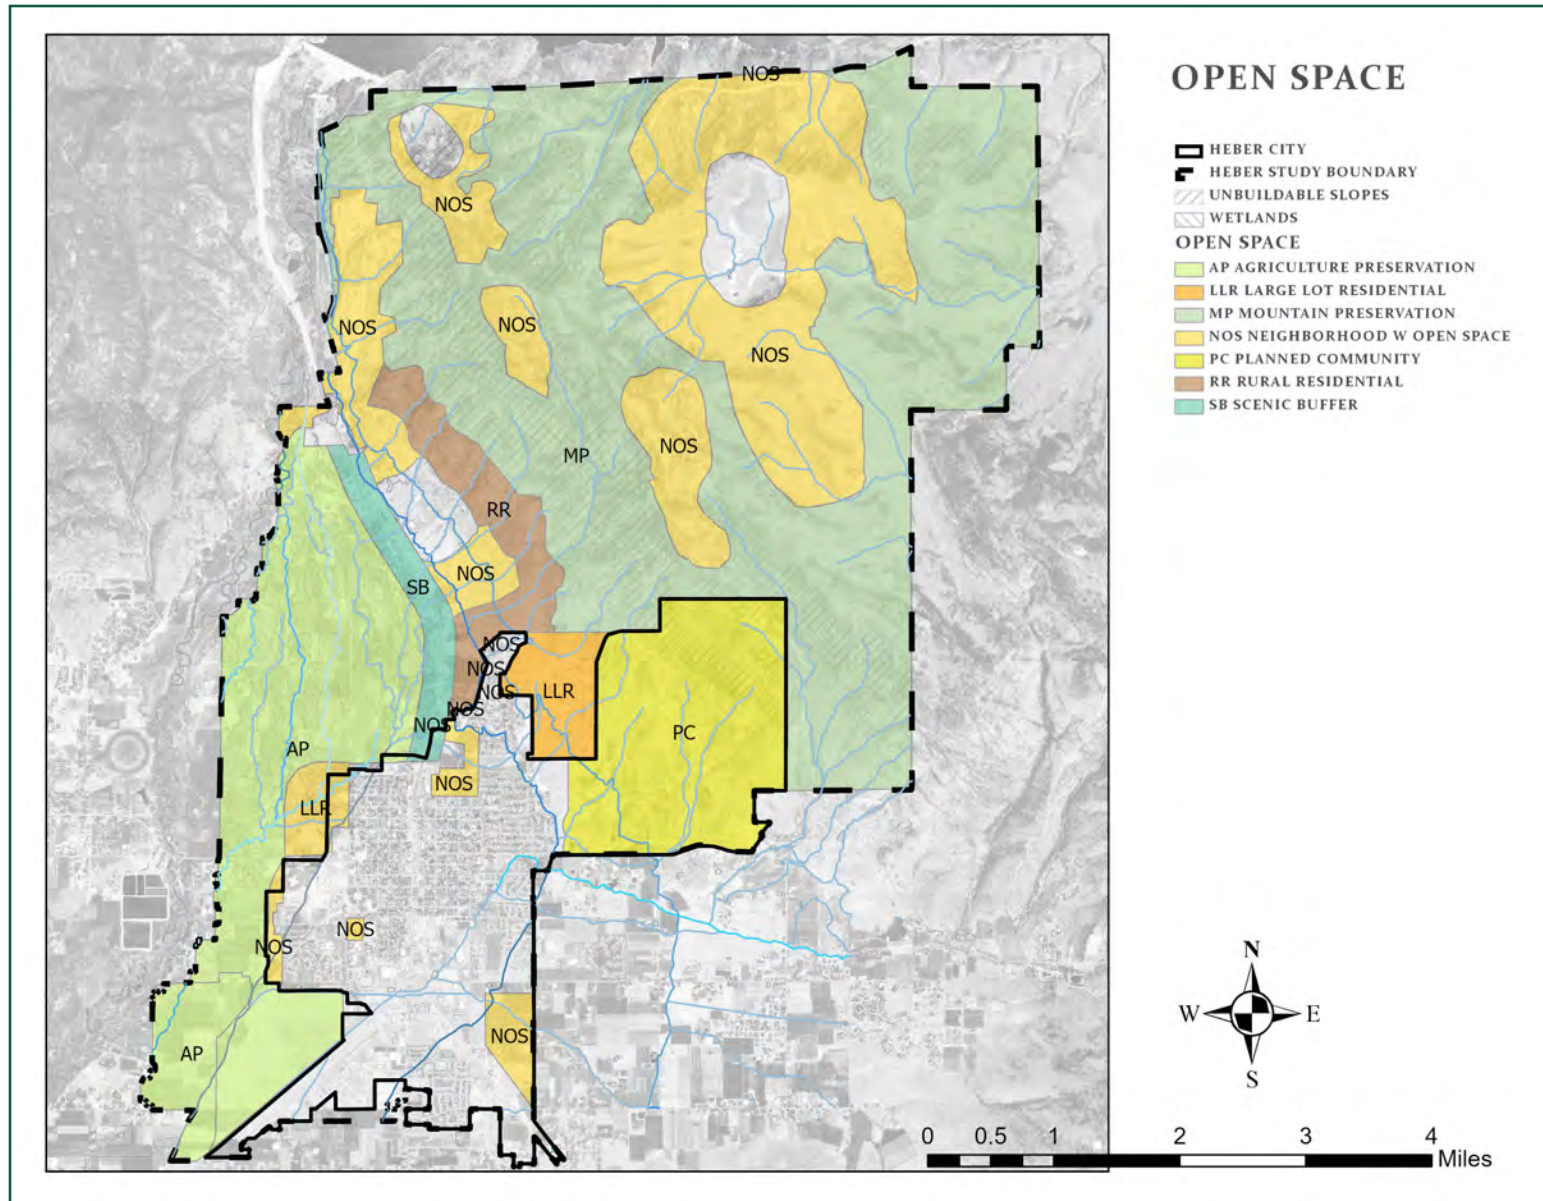 OPEN SPACE
HEBER CITY
HEBER STUDY BOUNDARY
UNBUILDABLE SLOPES
WETLANDS
OPEN SPACE
AP AGRICULTURE PRESERVATION
LLR LARGE LOT RESIDENTIAL
MP MOUNTAIN PRESERVATION
NOS NEIGHBORHOOD W OPEN SPACE
PC PLANNED COMMUNITY
RR RURAL RESIDENTIAL
SB SCENIC BUFFER
NOS
NOS
NOS
NOS
NOS
NOS
MP
RR
NOS
SB
NOS
NOS
LLR
NOS
NOS
NOS
PC
AP
NOS
LLR
NOS
NOS
NOS
AP
N
W
E
S
0 0.5 1 2 3 4
Miles